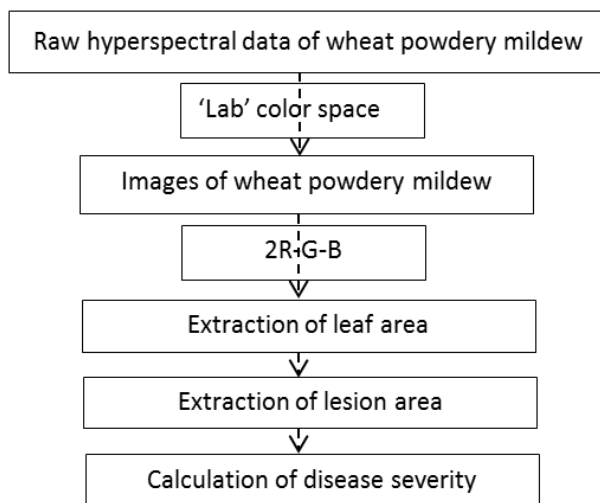 Raw hyperspectral data of wheat powdery mildew
‘Lab’ color space
Images of wheat powdery mildew
2R-G-B
Extraction of leaf area
Extraction of lesion area
Calculation of disease severity